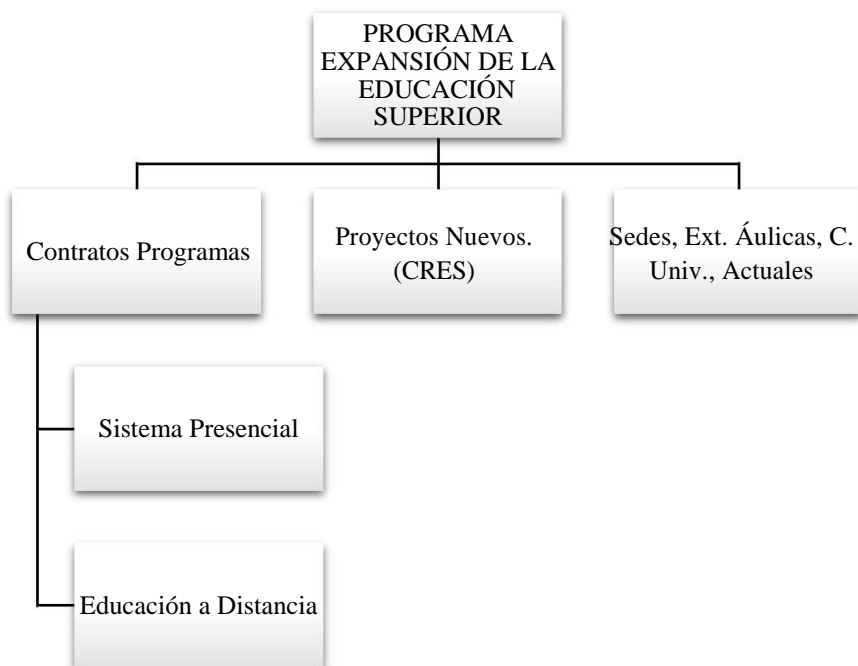 PROGRAMA
EXPANSIÓN DE LA
EDUCACIÓN
SUPERIOR
Contratos Programas
Proyectos Nuevos.
(CRES)
Sedes, Ext. Áulicas, C.
Univ., Actuales
Sistema Presencial
Educación a Distancia